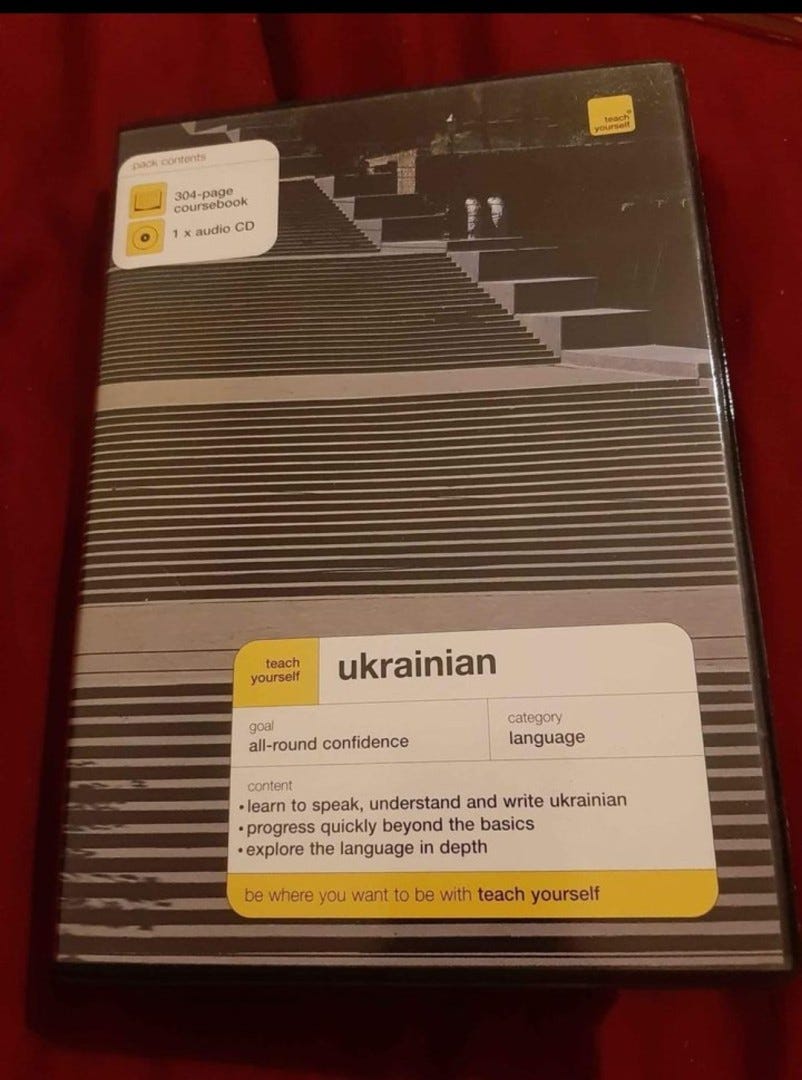 teach
yourself
pack contents
304-page
coursebook
1 x audio CD
teach
yourself
ukrainian
goal
all-round confidence
category
language
content
• learn to speak, understand and write ukrainian
• progress quickly beyond the basics
• explore the language in depth
be where you want to be with teach yourself